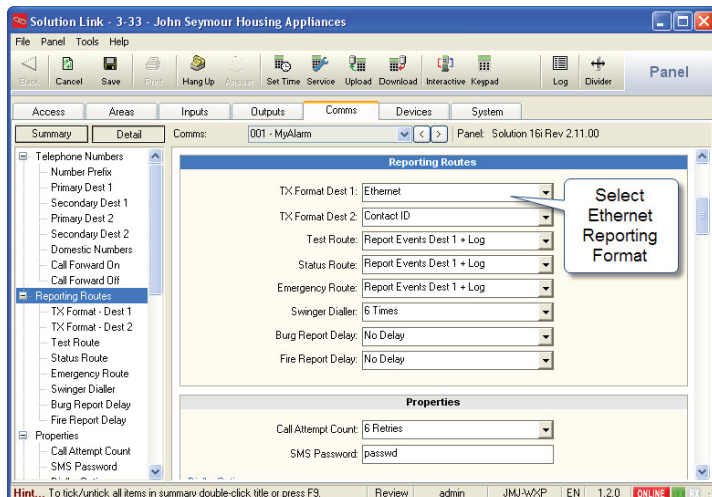 Solution Link - 3-33 - John Seymour Housing Appliances
File Panel Tools Help
Back Cancel Save Print Hang Up Answer Set Time Service Upload Download Interactive Keypad Log Divider Panel
Access Areas Inputs Outputs Comms Devices System
Summary Detail Comms: 001 - MyAlarm < > Panel: Solution 16i Rev 2.11.00
Telephone Numbers
Number Prefix
Primary Dest 1
Secondary Dest 1
Primary Dest 2
Secondary Dest 2
Domestic Numbers
Call Forward On
Call Forward Off
Reporting Routes
TX Format - Dest 1
TX Format - Dest 2
Test Route
Status Route
Emergency Route
Swinger Dialler
Burg Report Delay
Fire Report Delay
Properties
Call Attempt Count
SMS Password
Reporting Routes
TX Format Dest 1: Ethernet
TX Format Dest 2: Contact ID
Test Route: Report Events Dest 1 + Log
Status Route: Report Events Dest 1 + Log
Emergency Route: Report Events Dest 1 + Log
Swinger Dialler: 6 Times
Burg Report Delay: No Delay
Fire Report Delay: No Delay
Select
Ethernet
Reporting
Format
Properties
Call Attempt Count: 6 Retries
SMS Password: passwd
Hint... To tick/untick all items in summary double-click title or press F9. Review admin JMJ-WXP EN 1.2.0 ONLINE